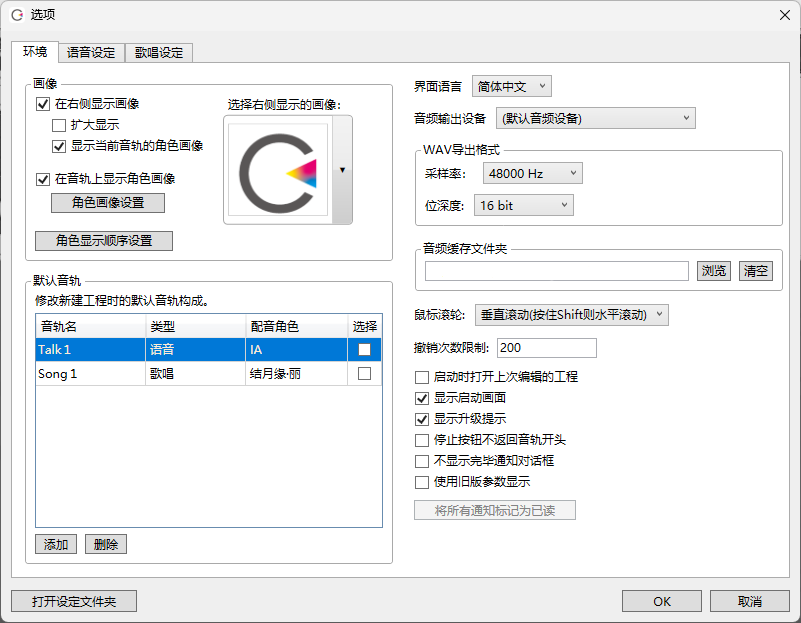 选项
环境 语音设定 歌唱设定
画像
在右侧显示画像
扩大显示
显示当前音轨的角色画像
在音轨上显示角色画像
角色画像设置
角色显示顺序设置
选择右侧显示的画像:
默认音轨
修改新建工程时的默认音轨构成。
音轨名 类型 配音角色 选择
Talk 1 语音 IA
Song 1 歌唱 结月缘·丽
添加 删除
界面语言 简体中文
音频输出设备 (默认音频设备)
WAV导出格式
采样率: 48000 Hz
位深度: 16 bit
音频缓存文件夹
浏览 清空
鼠标滚轮: 垂直滚动(按住Shift则水平滚动)
撤销次数限制: 200
启动时打开上次编辑的工程
显示启动画面
显示升级提示
停止按钮不返回音轨开头
不显示完毕通知对话框
使用旧版参数显示
将所有通知标记为已读
打开设定文件夹 OK 取消